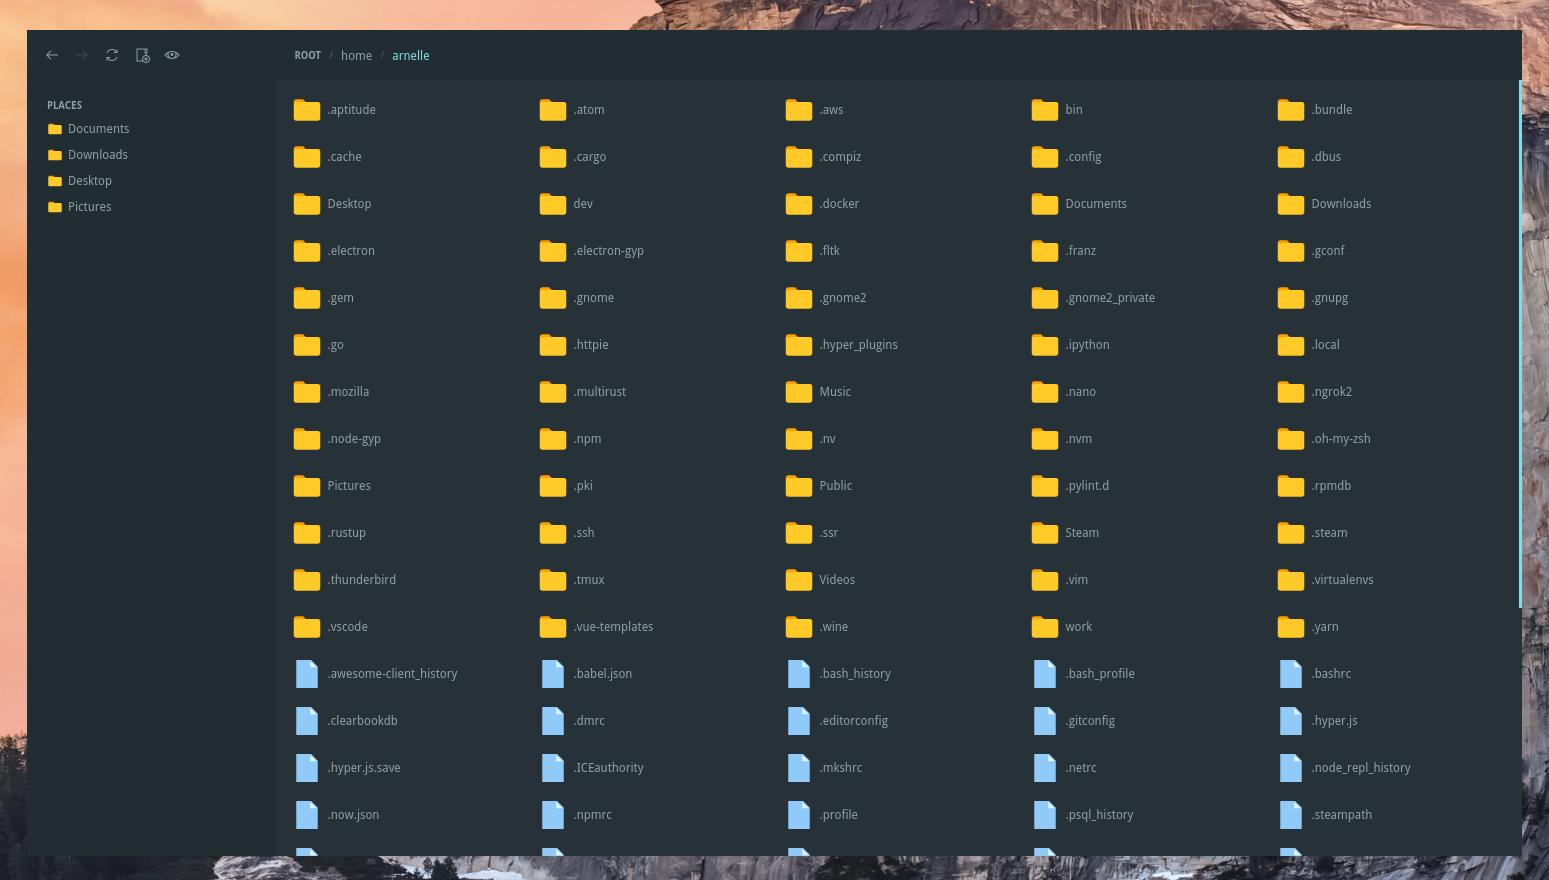 ROOT / home / arnelle
PLACES
Documents
Downloads
Desktop
Pictures
.aptitude .atom .aws bin .bundle
.cache .cargo .compiz .config .dbus
Desktop dev .docker Documents Downloads
.electron .electron-gyp .fltk .franz .gconf
.gem .gnome .gnome2 .gnome2_private .gnupg
.go .httpie .hyper_plugins .ipython .local
.mozilla .multirust Music .nano .ngrok2
.node-gyp .npm .nv .nvm .oh-my-zsh
Pictures .pki Public .pylint.d .rpmdb
.rustup .ssh .ssr Steam .steam
.thunderbird .tmux Videos .vim .virtualenvs
.vscode .vue-templates .wine work .yarn
.awesome-client_history .babel.json .bash_history .bash_profile .bashrc
.clearbookdb .dmrc .editorconfig .gitconfig .hyper.js
.hyper.js.save .ICEauthority .mkshrc .netrc .node_repl_history
.now.json .npmrc .profile .psql_history .steampath